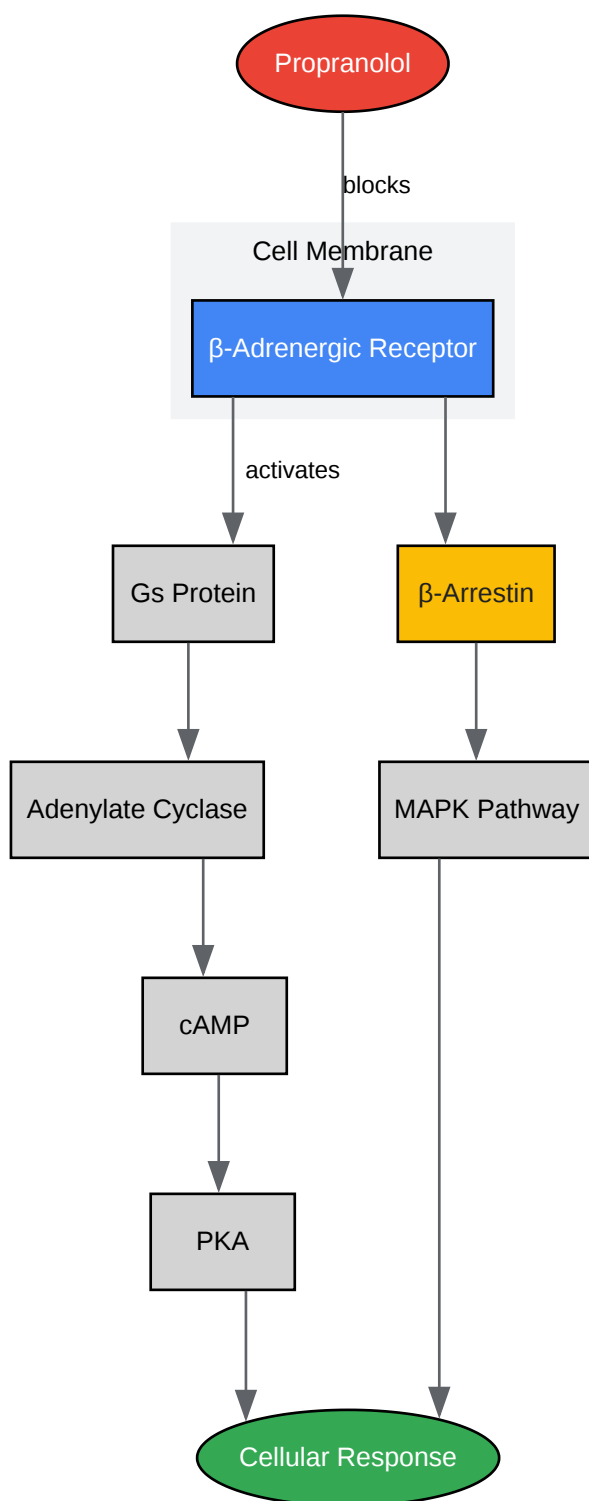 Propranolol
blocks
Cell Membrane
β-Adrenergic Receptor
activates
Gs Protein
β-Arrestin
Adenylate Cyclase
MAPK Pathway
cAMP
PKA
Cellular Response